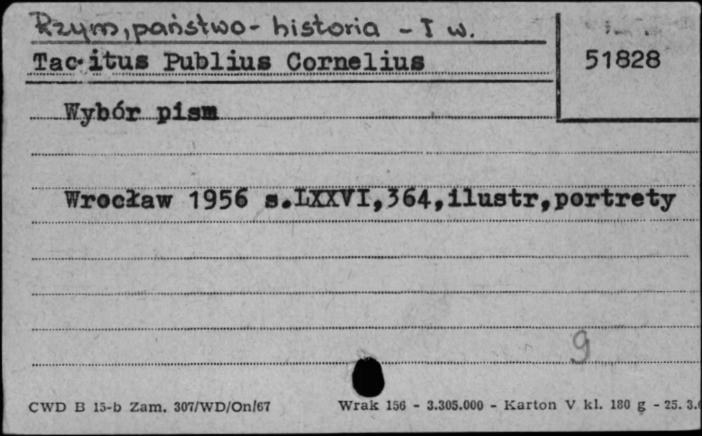 Rzym, państwo - historia - I w.
Tacitus Publius Cornelius
51828
Wybór pism
Wrocław 1956 s.LXXVI,364,ilustr,portrety
9
CWD B 15-b Zam. 307/WD/On/67 Wrak 156 - 3.305.000 - Karton V kl. 180 g - 25. 3.